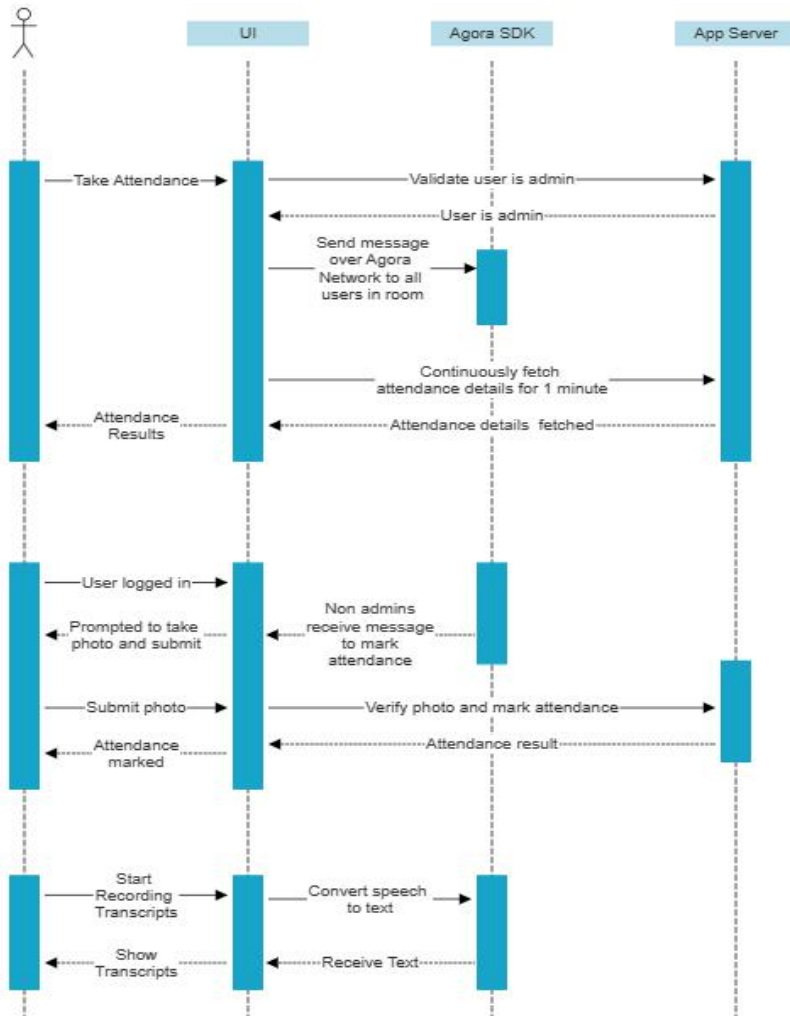 UI
Agora SDK
App Server
Take Attendance
Validate user is admin
User is admin
Send message
over Agora
Network to all
users in room
Continuously fetch
attendance details for 1 minute
Attendance
Results
Attendance details fetched
User logged in
Prompted to take
photo and submit
Non admins
receive message
to mark
attendance
Submit photo
Verify photo and mark attendance
Attendance
marked
Attendance result
Start
Recording
Transcripts
Convert speech
to text
Show
Transcripts
Receive Text